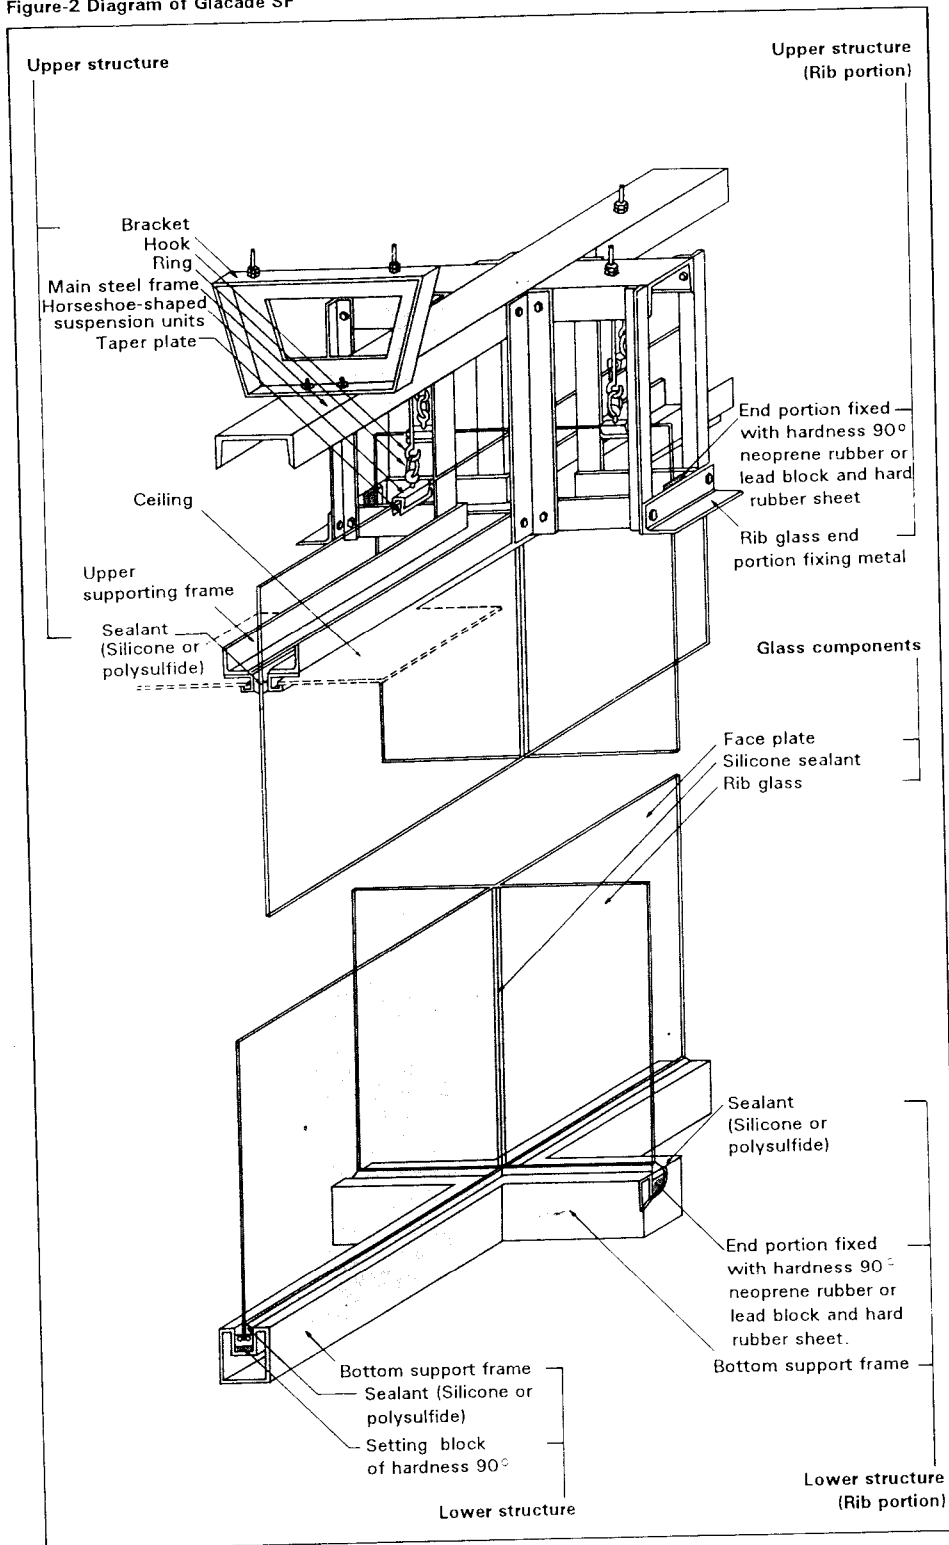 Figure-2 Diagram of Glacade SF
Upper structure
Upper structure
(Rib portion)
Bracket
Hook
Ring
Main steel frame
Horseshoe-shaped
suspension units
Taper plate
Ceiling
Upper
supporting frame
Sealant
(Silicone or
polysulfide)
End portion fixed
with hardness 90°
neoprene rubber or
lead block and hard
rubber sheet
Rib glass end
portion fixing metal
Glass components
Face plate
Silicone sealant
Rib glass
Sealant
(Silicone or
polysulfide)
End portion fixed
with hardness 90°
neoprene rubber or
lead block and hard
rubber sheet.
Bottom support frame
Bottom support frame
Sealant (Silicone or
polysulfide)
Setting block
of hardness 90°
Lower structure
Lower structure
(Rib portion)